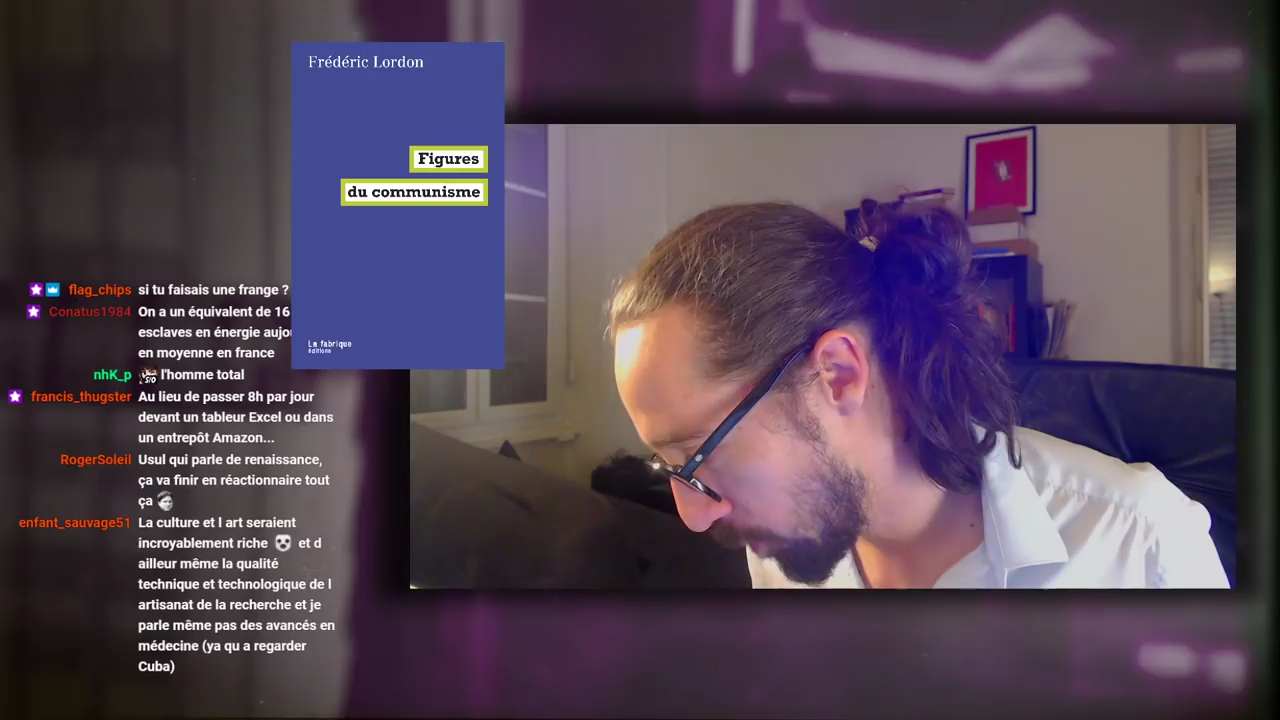 Frédéric Lordon
Figures
du communisme
La fabrique
éditions
flag_chips si tu faisais une frange ?
Conatus1984 On a un équivalent de 16
esclaves en énergie aujou
en moyenne en france
nhK_p l'homme total
francis_thugster Au lieu de passer 8h par jour
devant un tableur Excel ou dans
un entrepôt Amazon...
RogerSoleil Usul qui parle de renaissance,
ça va finir en réactionnaire tout
ça
enfant_sauvage51 La culture et l art seraient
incroyablement riche et d
ailleur même la qualité
technique et technologique de l
artisanat de la recherche et je
parle même pas des avancés en
médecine (ya qu a regarder
Cuba)